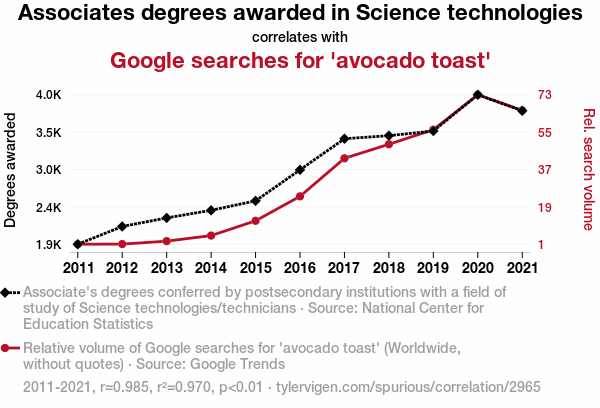 Associates degrees awarded in Science technologies
correlates with
Google searches for 'avocado toast'
4.0K
73
3.5K
55
3.0K
37
2.4K
19
1.9K
1
Degrees awarded
Rel. search volume
2011 2012 2013 2014 2015 2016 2017 2018 2019 2020 2021
Associate's degrees conferred by postsecondary institutions with a field of
study of Science technologies/technicians · Source: National Center for
Education Statistics
Relative volume of Google searches for 'avocado toast' (Worldwide,
without quotes) · Source: Google Trends
2011-2021, r=0.985, r²=0.970, p<0.01 · tylervigen.com/spurious/correlation/2965